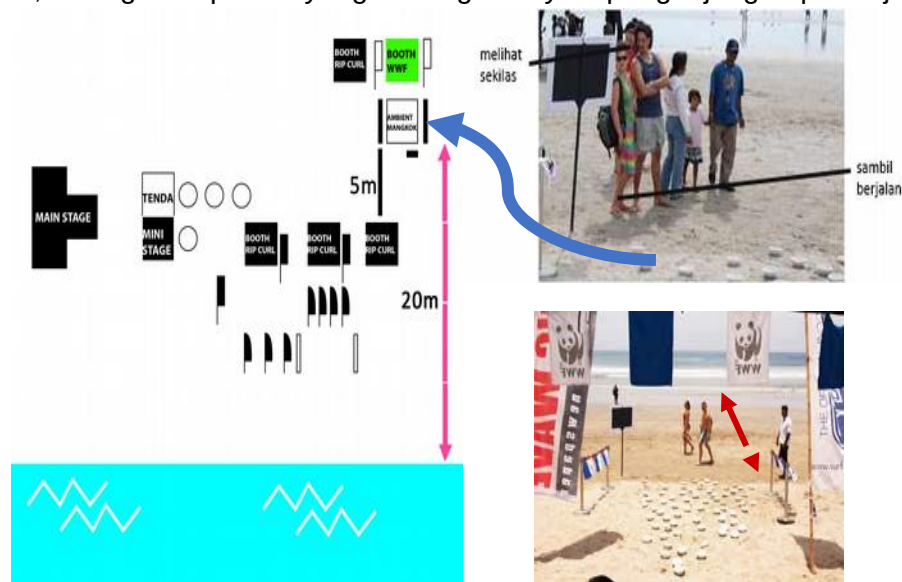 BOOTH
RIP CURL
BOOTH
WWF
AMBIENT
MANGKOK
5m
MAIN STAGE
TENDA
MINI
STAGE
BOOTH
RIP CURL
BOOTH
RIP CURL
BOOTH
RIP CURL
20m
melihat
sekilas
sambil
berjalan
WWF
WWF
THE